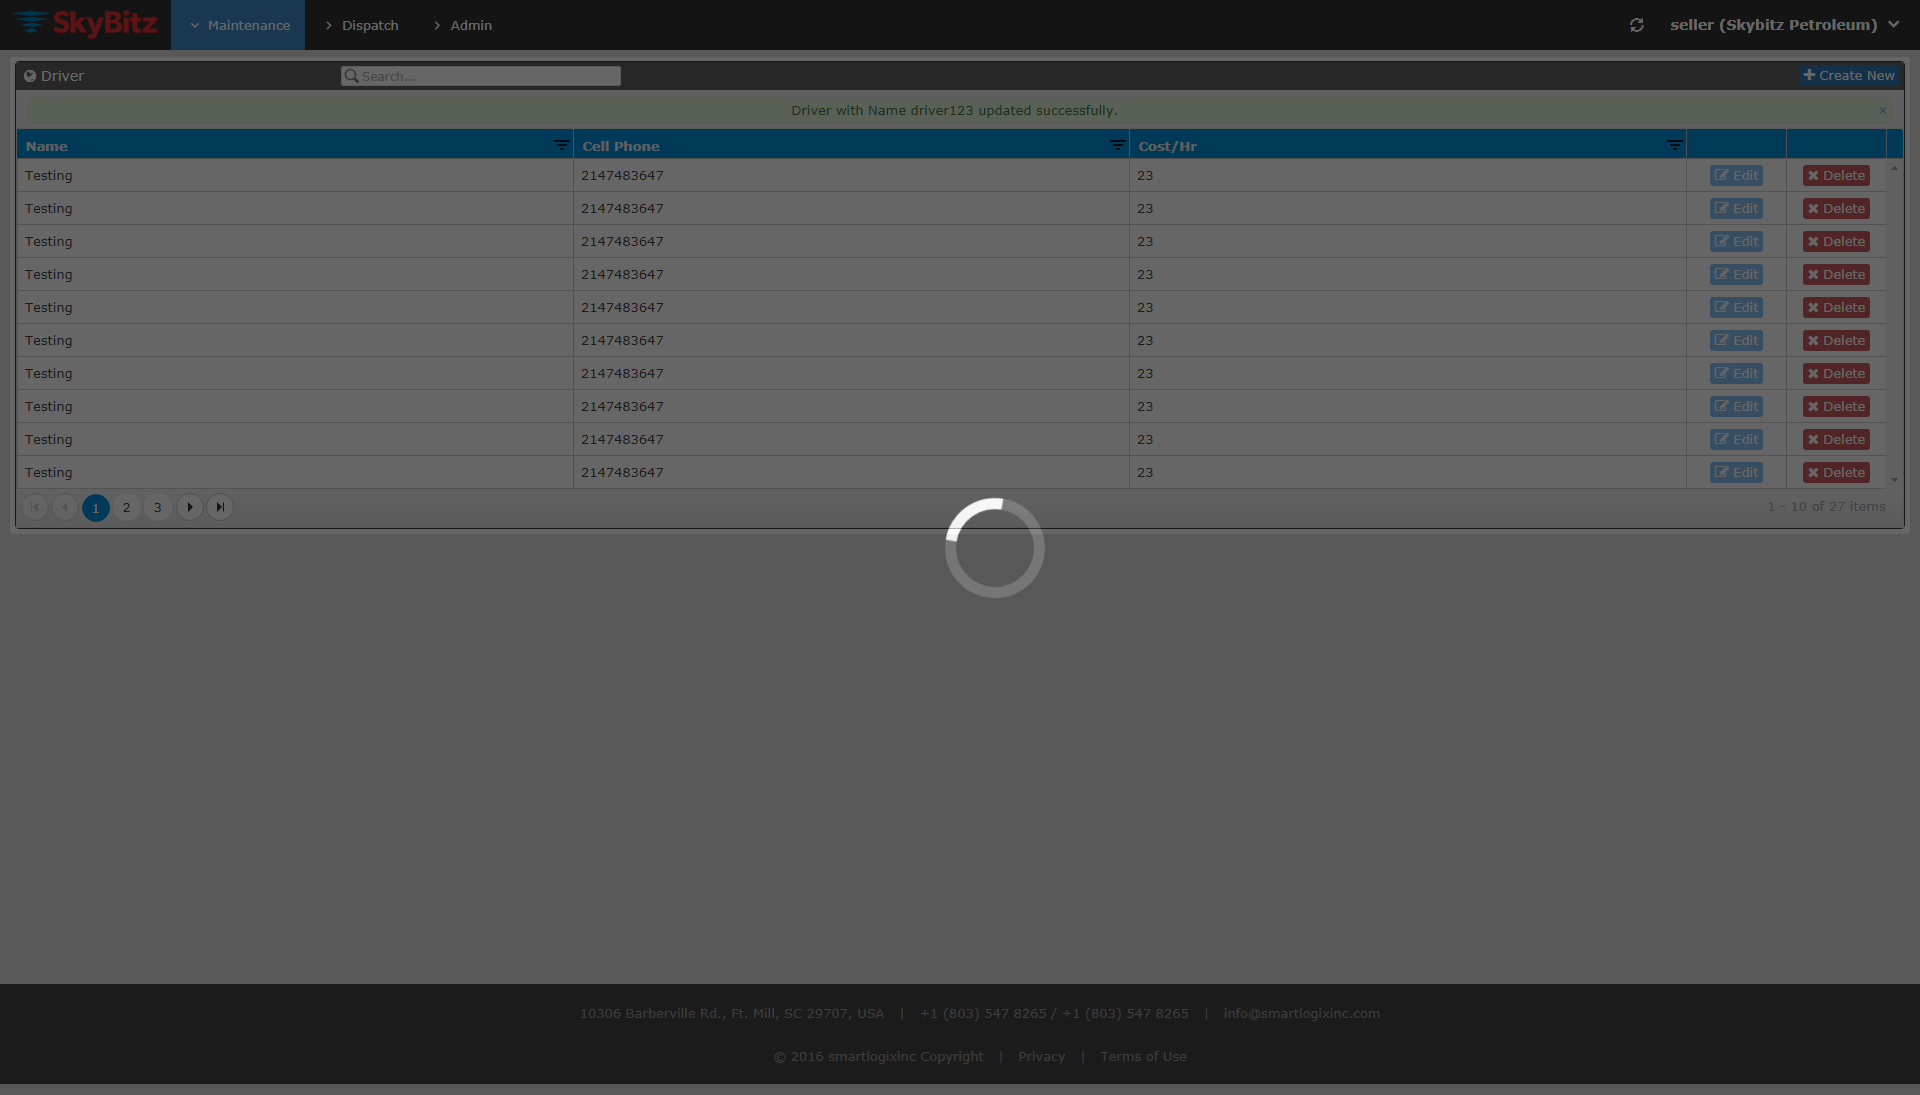 SkyBitz Maintenance Dispatch Admin seller (Skybitz Petroleum)
Driver Search... Create New
Driver with Name driver123 updated successfully. ×
Name Cell Phone Cost/Hr
Testing 2147483647 23 Edit Delete
Testing 2147483647 23 Edit Delete
Testing 2147483647 23 Edit Delete
Testing 2147483647 23 Edit Delete
Testing 2147483647 23 Edit Delete
Testing 2147483647 23 Edit Delete
Testing 2147483647 23 Edit Delete
Testing 2147483647 23 Edit Delete
Testing 2147483647 23 Edit Delete
Testing 2147483647 23 Edit Delete
1 2 3 1 - 10 of 27 items
10306 Barberville Rd., Ft. Mill, SC 29707, USA | +1 (803) 547 8265 / +1 (803) 547 8265 | info@smartlogixinc.com
© 2016 smartlogixinc Copyright | Privacy | Terms of Use